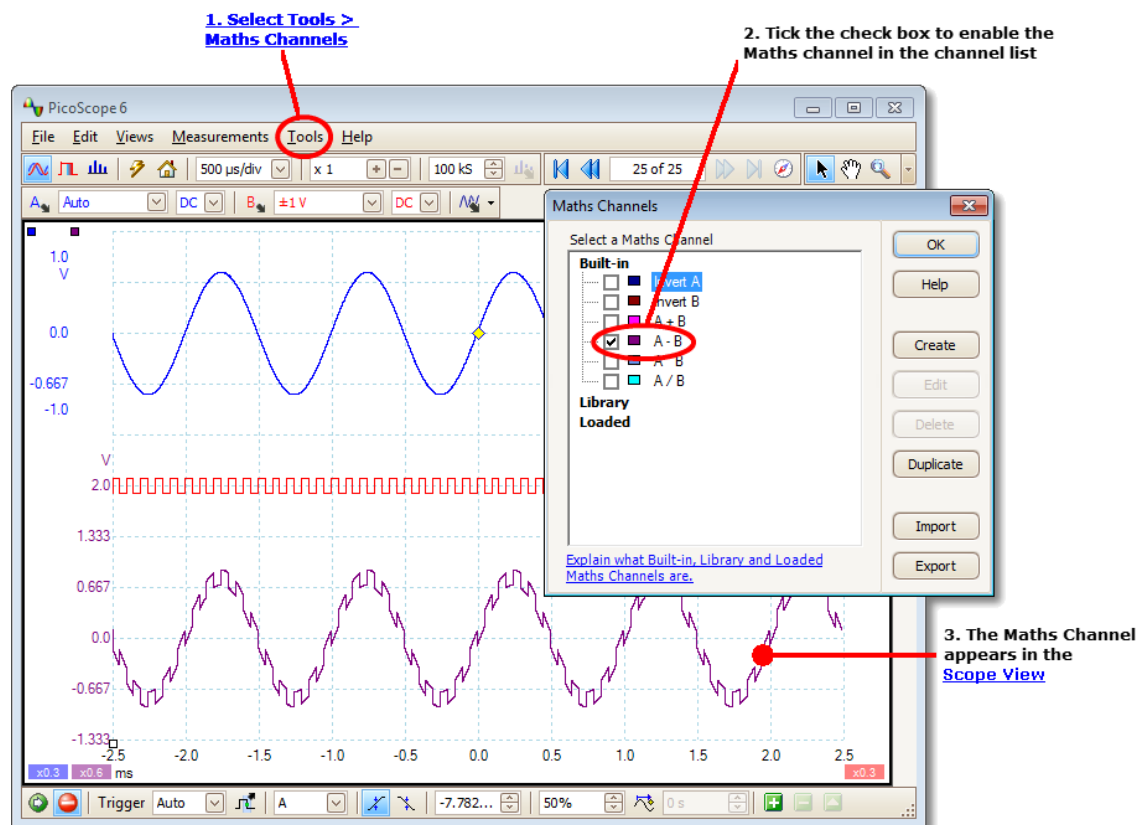 1. Select Tools >
Maths Channels
2. Tick the check box to enable the
Maths channel in the channel list
PicoScope 6
File Edit Views Measurements Tools Help
500 µs/div x 1 + - 100 kS 25 of 25
A Auto DC B ±1 V DC
Maths Channels
Select a Maths Channel
Built-in
Invert A
Invert B
A + B
A - B
A B
A / B
Library
Loaded
OK
Help
Create
Edit
Delete
Duplicate
Import
Export
Explain what Built-in, Library and Loaded
Maths Channels are.
1.0
V
0.0
-0.667
-1.0
V
2.0
1.333
0.667
0.0
-0.667
-1.333
-2.5 -2.0 -1.5 -1.0 -0.5 0.0 0.5 1.0 1.5 2.0 2.5
x0.3 x0.6 ms x0.3
3. The Maths Channel
appears in the
Scope View
Trigger Auto A -7.782... 50% 0 s